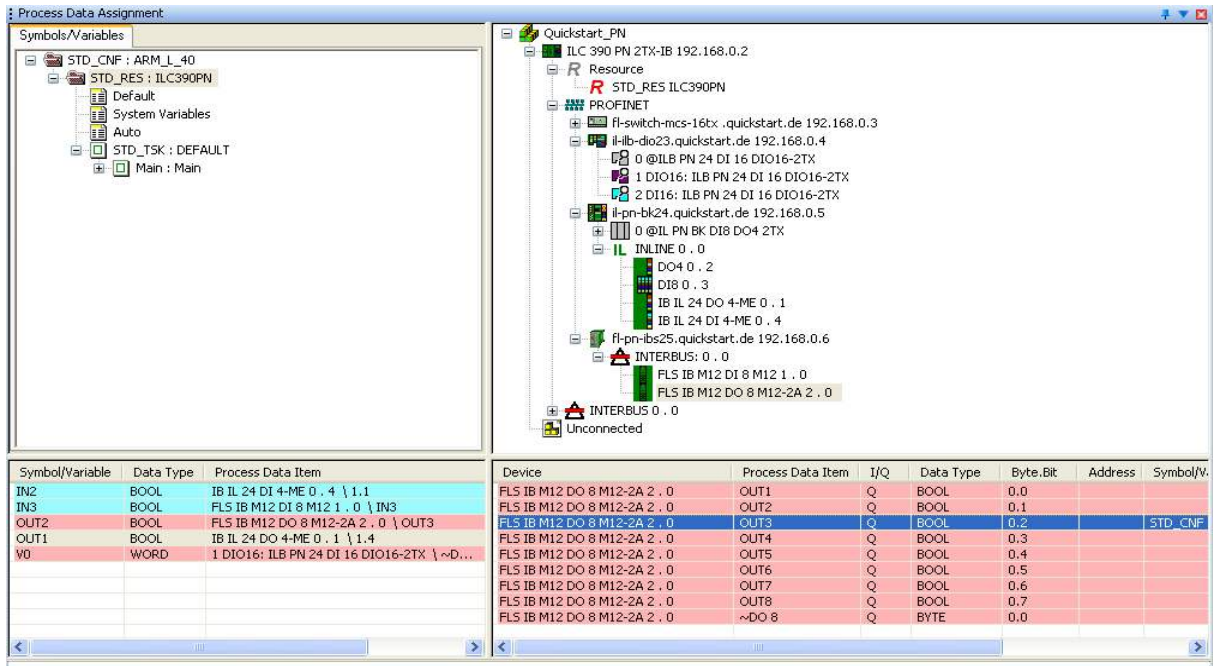 Process Data Assignment
Symbols/Variables
STD_CNF : ARM_L_40
STD_RES : ILC390PN
Default
System Variables
Auto
STD_TSK : DEFAULT
Main : Main
Quickstart_PN
ILC 390 PN 2TX-IB 192.168.0.2
R Resource
R STD_RES ILC390PN
PROFINET
fl-switch-mcs-16tx .quickstart.de 192.168.0.3
il-ilb-dio23.quickstart.de 192.168.0.4
0 @ILB PN 24 DI 16 DIO16-2TX
1 DIO16: ILB PN 24 DI 16 DIO16-2TX
2 DI16: ILB PN 24 DI 16 DIO16-2TX
il-pn-bk24.quickstart.de 192.168.0.5
0 @IL PN BK DI8 DO4 2TX
IL INLINE 0 . 0
DO4 0 . 2
DI8 0 . 3
IB IL 24 DO 4-ME 0 . 1
IB IL 24 DI 4-ME 0 . 4
fl-pn-ibs25.quickstart.de 192.168.0.6
INTERBUS: 0 . 0
FLS IB M12 DI 8 M12 1 . 0
FLS IB M12 DO 8 M12-2A 2 . 0
INTERBUS 0 . 0
Unconnected
Symbol/Variable Data Type Process Data Item
IN2 BOOL IB IL 24 DI 4-ME 0 . 4 \ 1.1
IN3 BOOL FLS IB M12 DI 8 M12 1 . 0 \ IN3
OUT2 BOOL FLS IB M12 DO 8 M12-2A 2 . 0 \ OUT3
OUT1 BOOL IB IL 24 DO 4-ME 0 . 1 \ 1.4
V0 WORD 1 DIO16: ILB PN 24 DI 16 DIO16-2TX \ ~D...
Device Process Data Item I/Q Data Type Byte.Bit Address Symbol/V
FLS IB M12 DO 8 M12-2A 2 . 0 OUT1 Q BOOL 0.0
FLS IB M12 DO 8 M12-2A 2 . 0 OUT2 Q BOOL 0.1
FLS IB M12 DO 8 M12-2A 2 . 0 OUT3 Q BOOL 0.2 STD_CNF
FLS IB M12 DO 8 M12-2A 2 . 0 OUT4 Q BOOL 0.3
FLS IB M12 DO 8 M12-2A 2 . 0 OUT5 Q BOOL 0.4
FLS IB M12 DO 8 M12-2A 2 . 0 OUT6 Q BOOL 0.5
FLS IB M12 DO 8 M12-2A 2 . 0 OUT7 Q BOOL 0.6
FLS IB M12 DO 8 M12-2A 2 . 0 OUT8 Q BOOL 0.7
FLS IB M12 DO 8 M12-2A 2 . 0 ~DO 8 Q BYTE 0.0